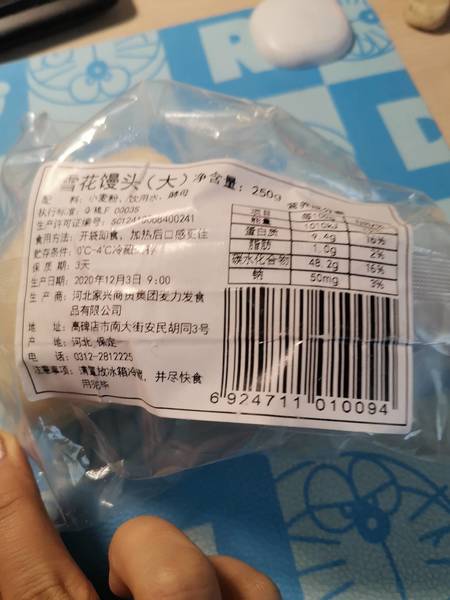 雪花馒头(大) 净含量: 250g
配 料: 小麦粉、饮用水、酵母
执行标准:
生产许可证编号:
食用方法: 开袋即食, 加热后口感更佳
贮存条件: 0℃-4℃冷藏
保 质 期: 3天
生产日期: 2020年12月3日 9:00
生 产 商: 河北家兴商贸集团麦力发食
品有限公司
地 址: 高碑店市南大街安民胡同3号
产 地: 河北 保定
电 话: 0312-2812225
注意事项: 请置放冰箱冷藏, 并尽快食
用完毕
营养成分表
项目 每100g
能量
蛋白质 9.4g 16%
脂肪 1.5g 2%
碳水化合物 48.2g 16%
钠 50mg 3%
6 924711 010094